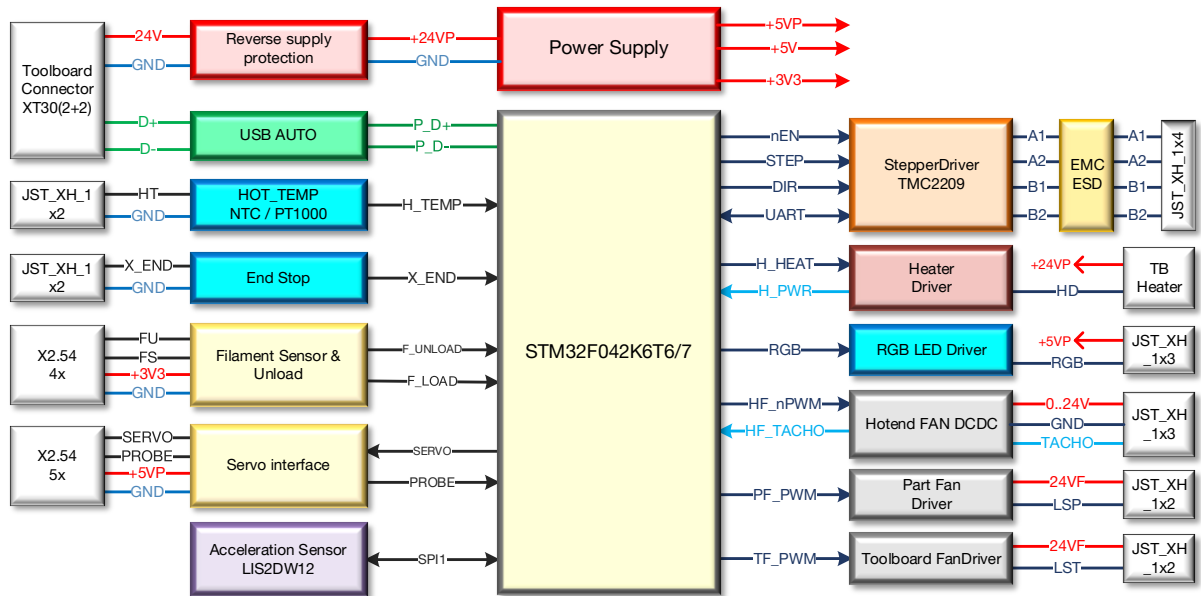 Toolboard
Connector
XT30(2+2)
24V
GND
D+
D-
Reverse supply
protection
+24VP
GND
Power Supply
+5VP
+5V
+3V3
USB AUTO
P_D+
P_D-
JST_XH_1
x2
HT
GND
HOT_TEMP
NTC / PT1000
H_TEMP
JST_XH_1
x2
X_END
GND
End Stop
X_END
X2.54
4x
FU
FS
+3V3
GND
Filament Sensor &
Unload
F_UNLOAD
F_LOAD
X2.54
5x
SERVO
PROBE
+5VP
GND
Servo interface
SERVO
PROBE
Acceleration Sensor
LIS2DW12
SPI1
STM32F042K6T6/7
nEN
STEP
DIR
UART
StepperDriver
TMC2209
A1
A2
B1
B2
EMC
ESD
A1
A2
B1
B2
JST_XH_1x4
H_HEAT
H_PWR
Heater
Driver
+24VP
HD
TB
Heater
RGB
RGB LED Driver
+5VP
RGB
JST_XH
_1x3
HF_nPWM
HF_TACHO
Hotend FAN DCDC
0..24V
GND
TACHO
JST_XH
_1x3
PF_PWM
Part Fan
Driver
24VF
LSP
JST_XH
_1x2
TF_PWM
Toolboard FanDriver
24VF
LST
JST_XH
_1x2